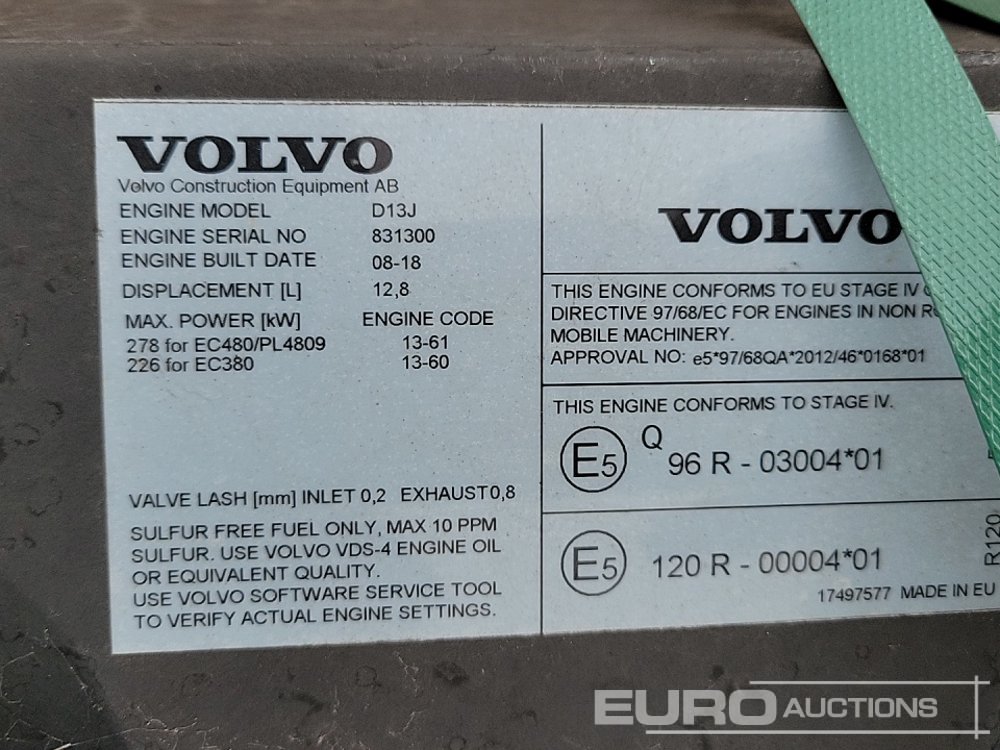 VOLVO
Volvo Construction Equipment AB
ENGINE MODEL D13J
ENGINE SERIAL NO 831300
ENGINE BUILT DATE 08-18
DISPLACEMENT [L] 12,8
MAX. POWER [kW] ENGINE CODE
278 for EC480/PL4809 13-61
226 for EC380 13-60
VALVE LASH [mm] INLET 0,2 EXHAUST 0,8
SULFUR FREE FUEL ONLY, MAX 10 PPM
SULFUR. USE VOLVO VDS-4 ENGINE OIL
OR EQUIVALENT QUALITY.
USE VOLVO SOFTWARE SERVICE TOOL
TO VERIFY ACTUAL ENGINE SETTINGS.
VOLVO
THIS ENGINE CONFORMS TO EU STAGE IV
DIRECTIVE 97/68/EC FOR ENGINES IN NON
MOBILE MACHINERY.
APPROVAL NO: e5*97/68QA*2012/46*0168*01
THIS ENGINE CONFORMS TO STAGE IV.
E5 Q 96 R - 03004*01
E5 120 R - 00004*01
R120
17497577 MADE IN EU
EURO AUCTIONS